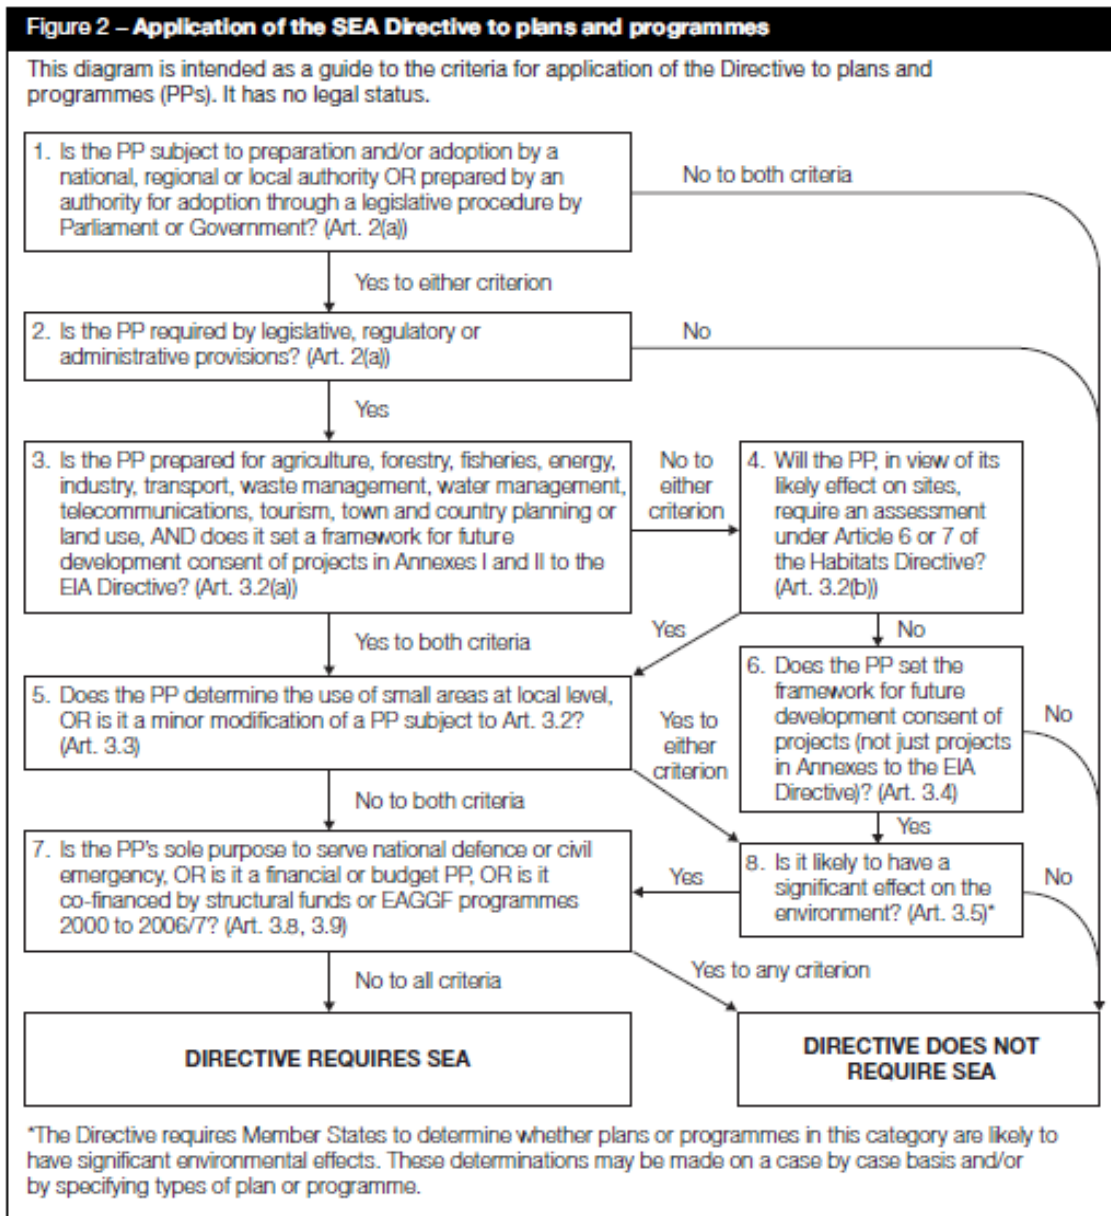 Figure 2 – Application of the SEA Directive to plans and programmes
This diagram is intended as a guide to the criteria for application of the Directive to plans and
programmes (PPs). It has no legal status.
1. Is the PP subject to preparation and/or adoption by a
national, regional or local authority OR prepared by an
authority for adoption through a legislative procedure by
Parliament or Government? (Art. 2(a))
No to both criteria
Yes to either criterion
2. Is the PP required by legislative, regulatory or
administrative provisions? (Art. 2(a))
No
Yes
3. Is the PP prepared for agriculture, forestry, fisheries, energy,
industry, transport, waste management, water management,
telecommunications, tourism, town and country planning or
land use, AND does it set a framework for future
development consent of projects in Annexes I and II to the
EIA Directive? (Art. 3.2(a))
No to
either
criterion
4. Will the PP, in view of its
likely effect on sites,
require an assessment
under Article 6 or 7 of
the Habitats Directive?
(Art. 3.2(b))
Yes to both criteria
Yes
No
5. Does the PP determine the use of small areas at local level,
OR is it a minor modification of a PP subject to Art. 3.2?
(Art. 3.3)
Yes to
either
criterion
6. Does the PP set the
framework for future
development consent of
projects (not just projects
in Annexes to the EIA
Directive)? (Art. 3.4)
No
No to both criteria
Yes
7. Is the PP's sole purpose to serve national defence or civil
emergency, OR is it a financial or budget PP, OR is it
co-financed by structural funds or EAGGF programmes
2000 to 2006/7? (Art. 3.8, 3.9)
Yes
8. Is it likely to have a
significant effect on the
environment? (Art. 3.5)*
No
No to all criteria
Yes to any criterion
DIRECTIVE REQUIRES SEA
DIRECTIVE DOES NOT
REQUIRE SEA
*The Directive requires Member States to determine whether plans or programmes in this category are likely to
have significant environmental effects. These determinations may be made on a case by case basis and/or
by specifying types of plan or programme.